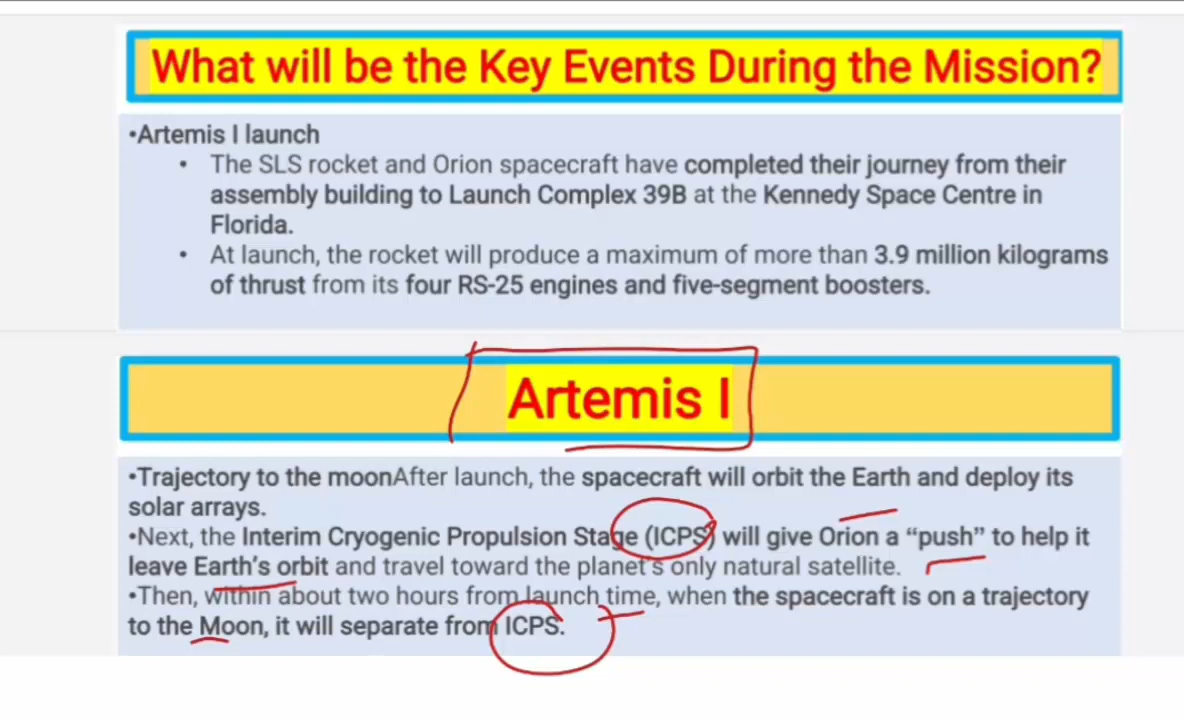 What will be the Key Events During the Mission?
•Artemis I launch
• The SLS rocket and Orion spacecraft have completed their journey from their
assembly building to Launch Complex 39B at the Kennedy Space Centre in
Florida.
• At launch, the rocket will produce a maximum of more than 3.9 million kilograms
of thrust from its four RS-25 engines and five-segment boosters.
Artemis I
•Trajectory to the moonAfter launch, the spacecraft will orbit the Earth and deploy its
solar arrays.
•Next, the Interim Cryogenic Propulsion Stage (ICPS) will give Orion a “push” to help it
leave Earth’s orbit and travel toward the planet’s only natural satellite.
•Then, within about two hours from launch time, when the spacecraft is on a trajectory
to the Moon, it will separate from ICPS.